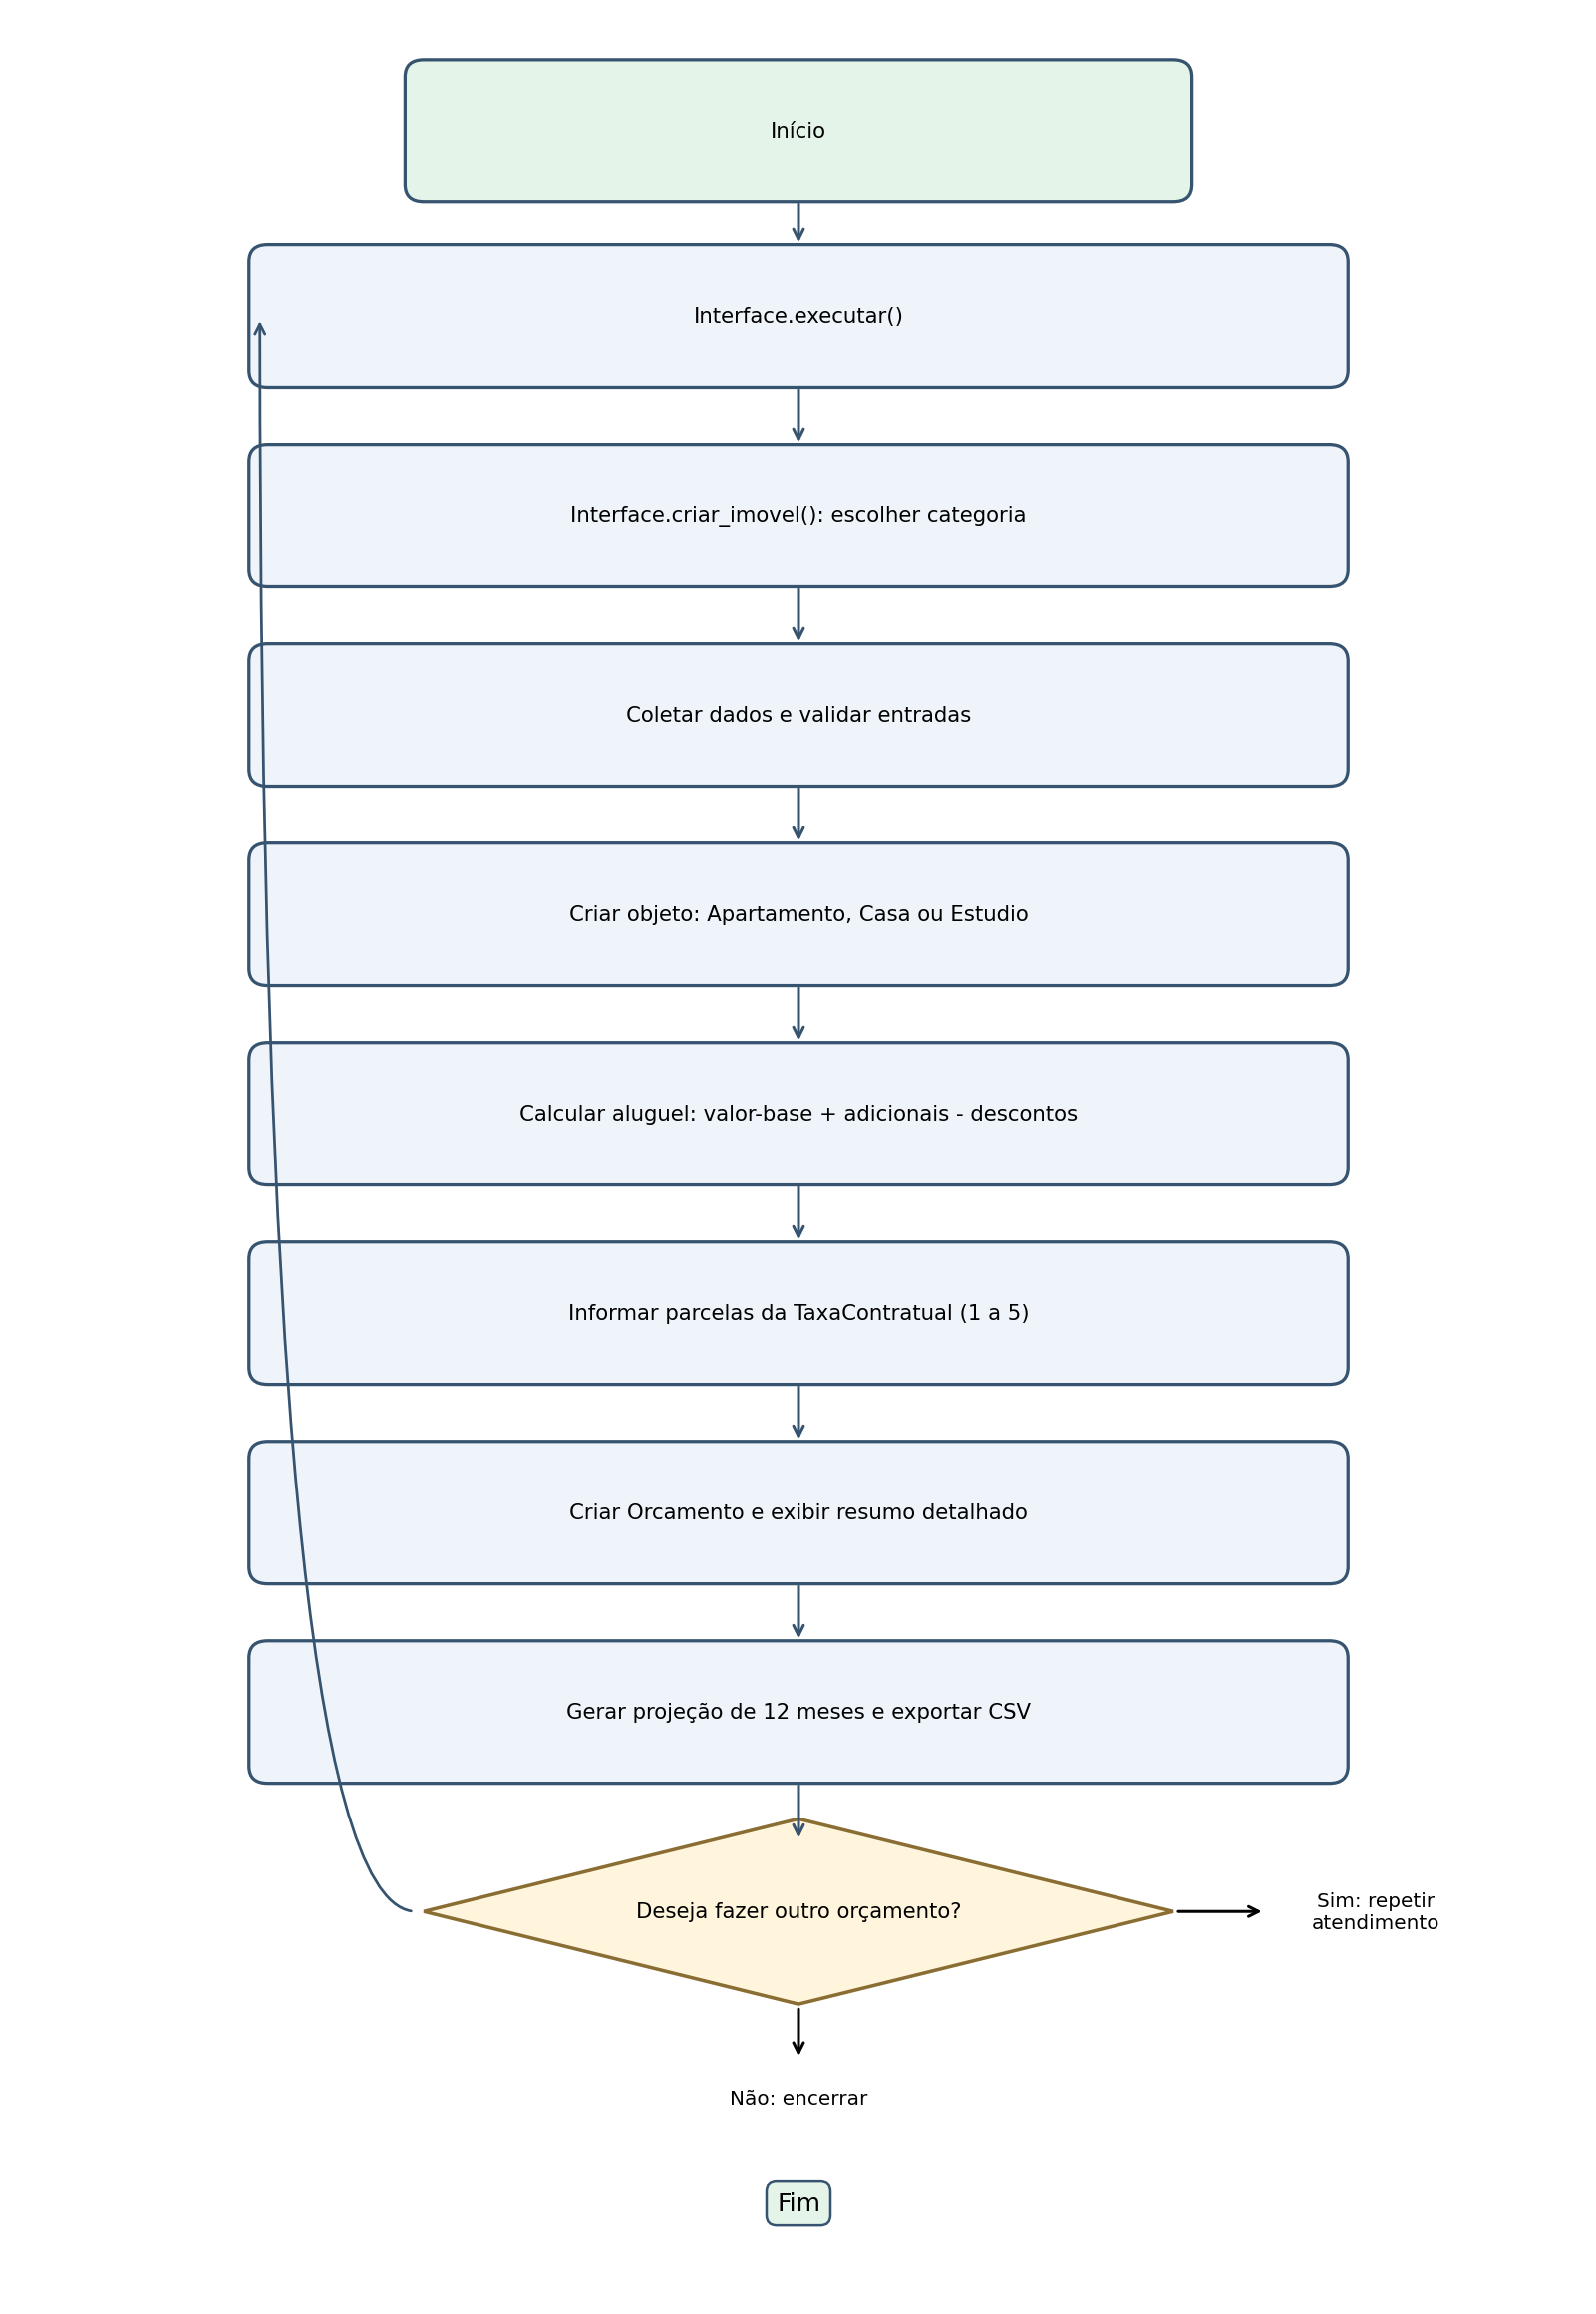 Início
Interface.executar()
Interface.criar_imovel(): escolher categoria
Coletar dados e validar entradas
Criar objeto: Apartamento, Casa ou Estudio
Calcular aluguel: valor-base + adicionais - descontos
Informar parcelas da TaxaContratual (1 a 5)
Criar Orcamento e exibir resumo detalhado
Gerar projeção de 12 meses e exportar CSV
Deseja fazer outro orçamento?
Sim: repetir
atendimento
Não: encerrar
Fim